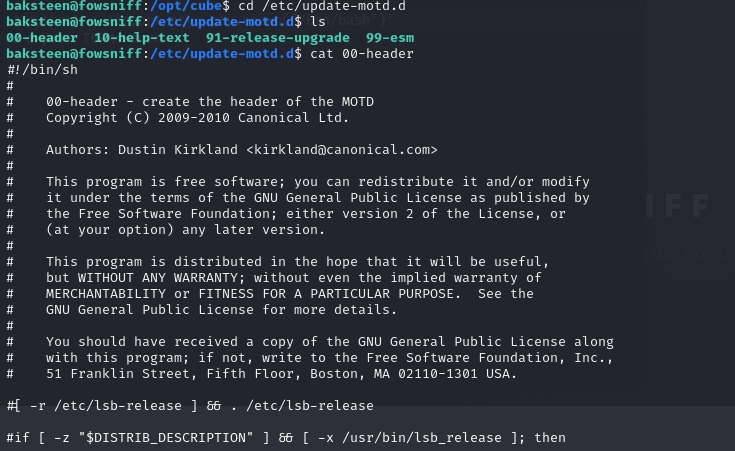 baksteen@fowsniff:/opt/cube$ cd /etc/update-motd.d
baksteen@fowsniff:/etc/update-motd.d$ ls
00-header  10-help-text  91-release-upgrade  99-esm
baksteen@fowsniff:/etc/update-motd.d$ cat 00-header
#!/bin/sh
#
#    00-header - create the header of the MOTD
#    Copyright (C) 2009-2010 Canonical Ltd.
#
#    Authors: Dustin Kirkland <kirkland@canonical.com>
#
#    This program is free software; you can redistribute it and/or modify
#    it under the terms of the GNU General Public License as published by
#    the Free Software Foundation; either version 2 of the License, or
#    (at your option) any later version.
#
#    This program is distributed in the hope that it will be useful,
#    but WITHOUT ANY WARRANTY; without even the implied warranty of
#    MERCHANTABILITY or FITNESS FOR A PARTICULAR PURPOSE.  See the
#    GNU General Public License for more details.
#
#    You should have received a copy of the GNU General Public License along
#    with this program; if not, write to the Free Software Foundation, Inc.,
#    51 Franklin Street, Fifth Floor, Boston, MA 02110-1301 USA.

#[ -r /etc/lsb-release ] && . /etc/lsb-release

#if [ -z "$DISTRIB_DESCRIPTION" ] && [ -x /usr/bin/lsb_release ]; then